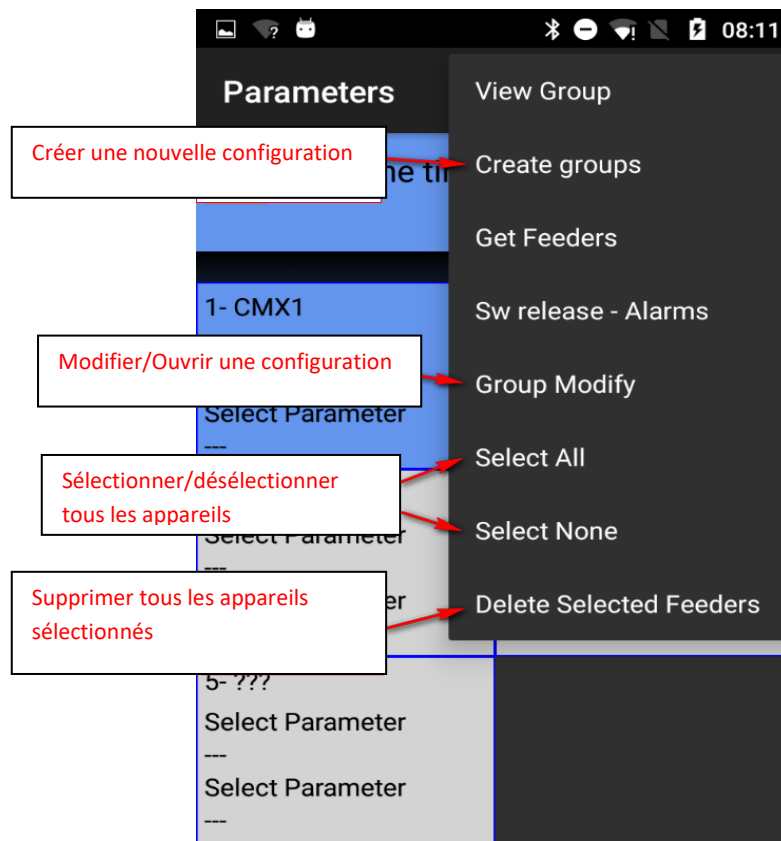 08:11
Parameters
View Group
Créer une nouvelle configuration
Create groups
Get Feeders
1- CMX1
Sw release - Alarms
Modifier/Ouvrir une configuration
Group Modify
Select Parameter
---
Select All
Sélectionner/désélectionner
tous les appareils
Select None
Select Parameter
---
Supprimer tous les appareils
sélectionnés
Delete Selected Feeders
5- ???
Select Parameter
---
Select Parameter
---